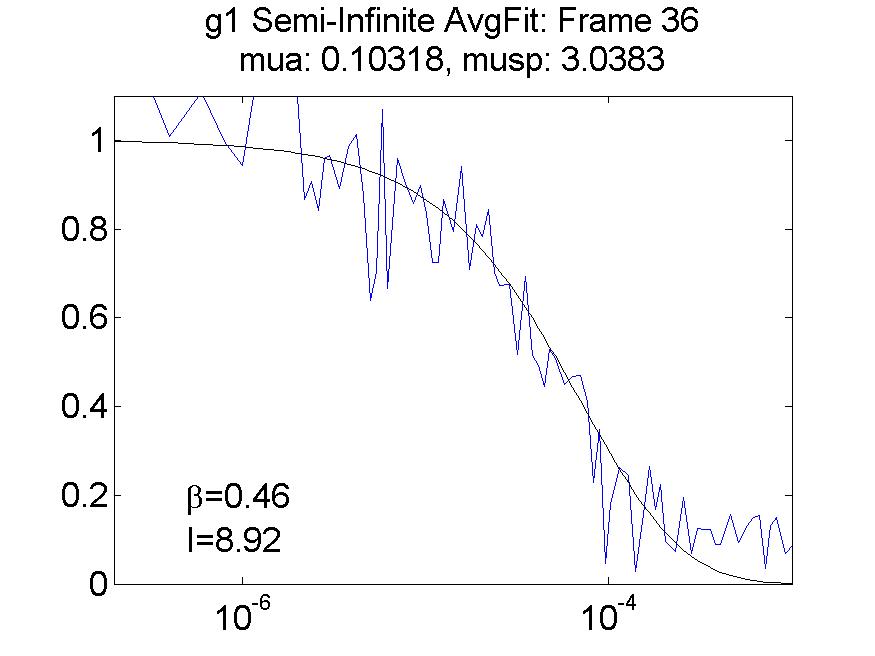 g1 Semi-Infinite AvgFit: Frame 36
mua: 0.10318, musp: 3.0383
1
0.8
0.6
0.4
0.2
0
β=0.46
I=8.92
10^-6
10^-4